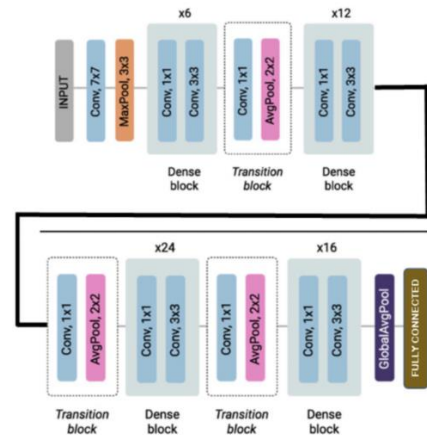 x6
x12
INPUT
Conv, 7x7
MaxPool, 3x3
Conv, 1x1
Conv, 3x3
Conv, 1x1
AvgPool, 2x2
Conv, 1x1
Conv, 3x3
Dense
block
Transition
block
Dense
block
x24
x16
Conv, 1x1
AvgPool, 2x2
Conv, 1x1
Conv, 3x3
Conv, 1x1
AvgPool, 2x2
Conv, 1x1
Conv, 3x3
GlobalAvgPool
FULLY CONNECTED
Transition
block
Dense
block
Transition
block
Dense
block